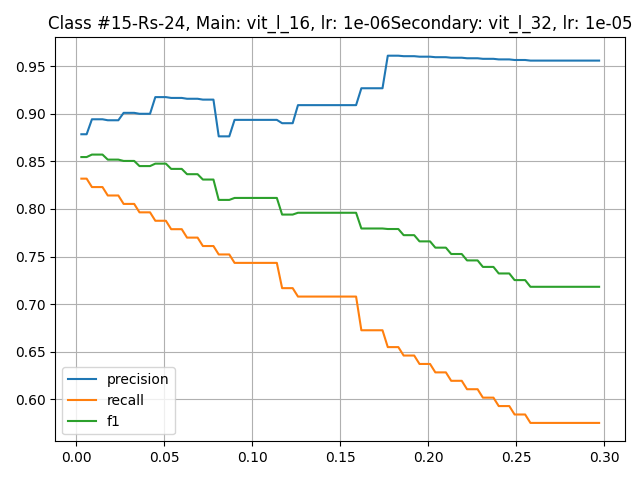 Class #15-Rs-24, Main: vit_l_16, lr: 1e-06Secondary: vit_l_32, lr: 1e-05
0.95
0.90
0.85
0.80
0.75
0.70
0.65
0.60
precision
recall
f1
0.00 0.05 0.10 0.15 0.20 0.25 0.30